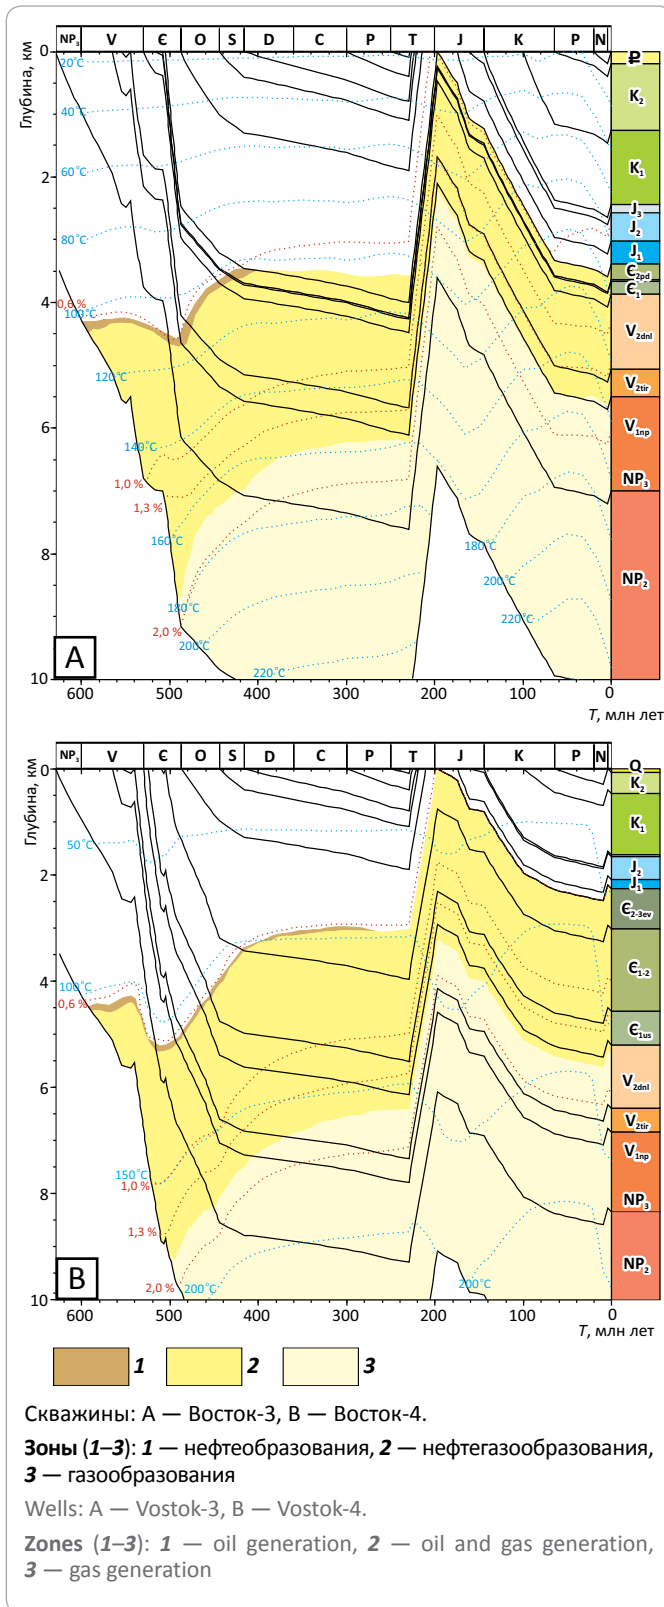 NP₃ V Є O S D C P T J K P N
Глубина, км
0
2
4
6
8
10
20°C
40°C
60°C
80°C
0,6 %
100°C
120°C
140°C
1,0 %
1,3 %
160°C
180°C
2,0 %
200°C
220°C
180°C
200°C
220°C
A
₽
K₂
K₁
J₃
J₂
J₁
Є₂pd
Є₁
V₂dnl
V₂tir
V₁np
NP₃
NP₂
600 500 400 300 200 100 0
T, млн лет
NP₃ V Є O S D C P T J K P N
Глубина, км
0
2
4
6
8
10
50°C
100°C
0,6 %
150°C
1,0 %
1,3 %
2,0 %
200°C
200°C
B
Q
K₂
K₁
J₂
J₁
Є₂₋₃ev
Є₁₋₂
Є₁us
V₂dnl
V₂tir
V₁np
NP₃
NP₂
600 500 400 300 200 100 0
T, млн лет
1 2 3
Скважины: A — Восток-3, B — Восток-4.
Зоны (1–3): 1 — нефтеобразования, 2 — нефтегазообразования,
3 — газообразования
Wells: A — Vostok-3, B — Vostok-4.
Zones (1–3): 1 — oil generation, 2 — oil and gas generation,
3 — gas generation